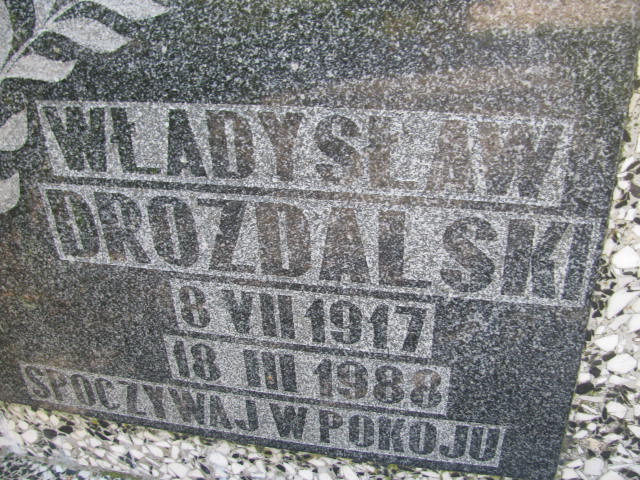 WŁADYSŁAW
DROZDALSKI
8 VII 1917
18 III 1988
SPOCZYWAJ W POKOJU